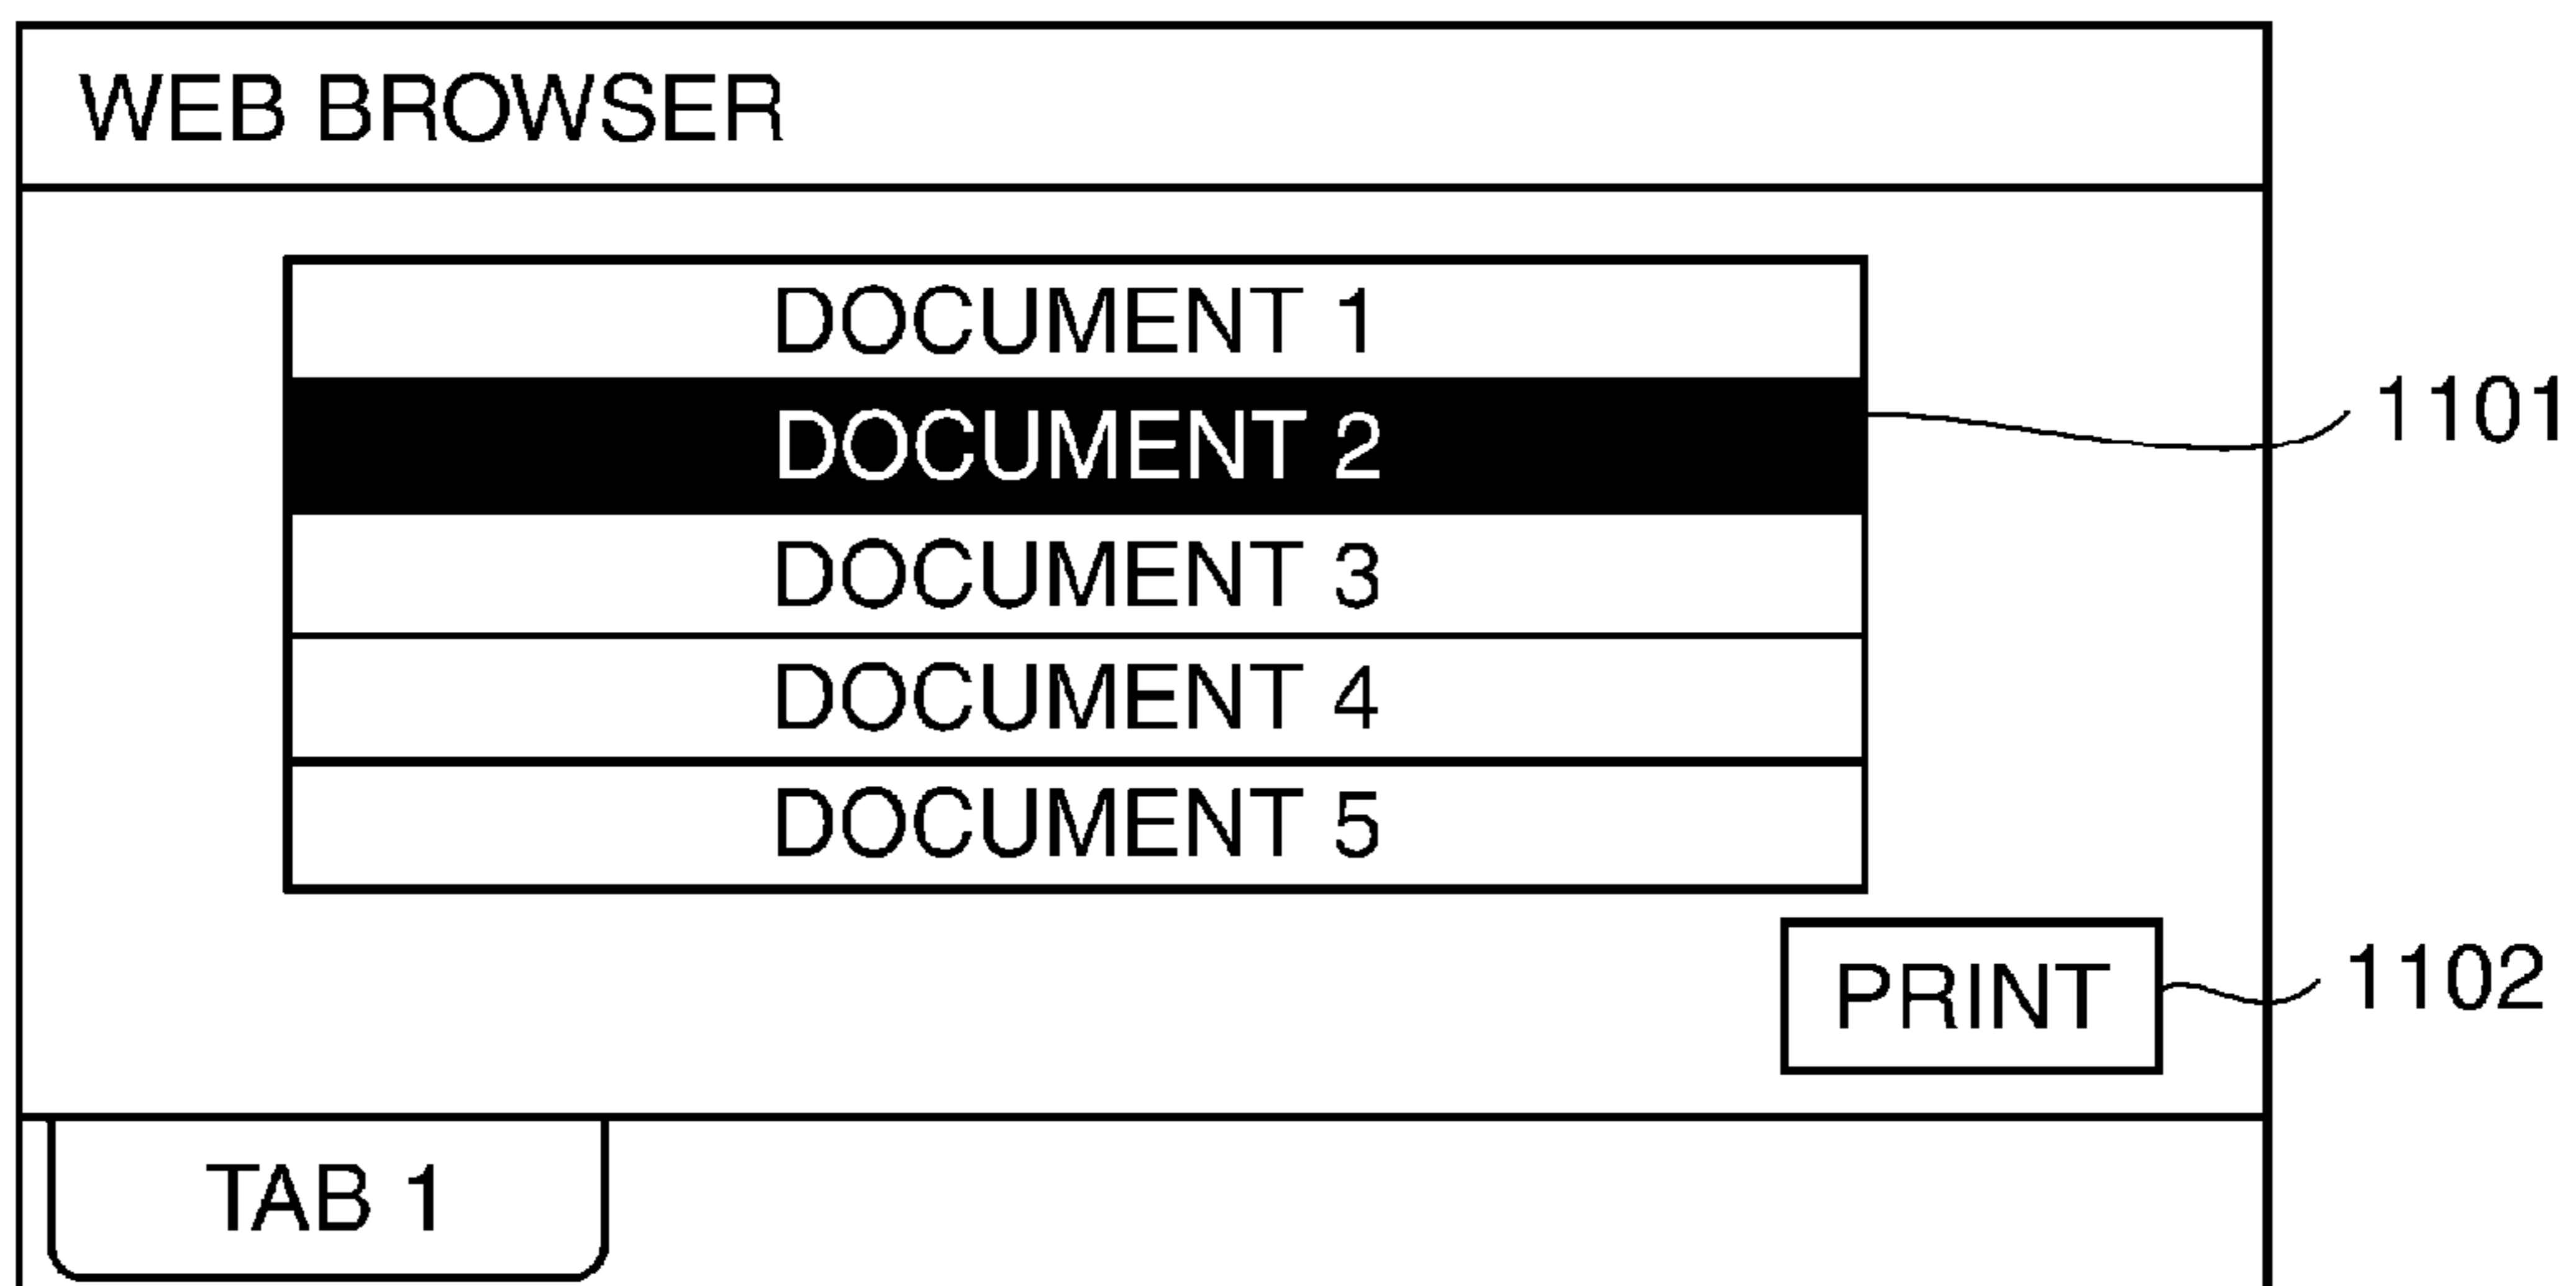 WEB BROWSER
DOCUMENT 1
DOCUMENT 2
1101
DOCUMENT 3
DOCUMENT 4
DOCUMENT 5
PRINT
1102
TAB 1